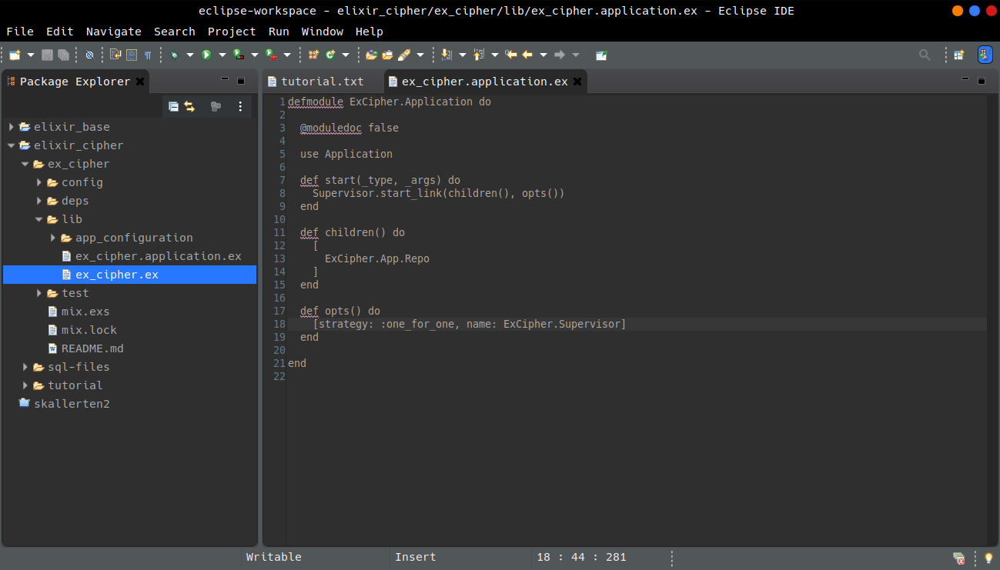 eclipse-workspace - elixir_cipher/ex_cipher/lib/ex_cipher.application.ex - Eclipse IDE
File Edit Navigate Search Project Run Window Help
Package Explorer
elixir_base
elixir_cipher
ex_cipher
config
deps
lib
app_configuration
ex_cipher.application.ex
ex_cipher.ex
test
mix.exs
mix.lock
README.md
sql-files
tutorial
skallerten2
tutorial.txt ex_cipher.application.ex
1 defmodule ExCipher.Application do
2
3   @moduledoc false
4
5   use Application
6
7   def start(_type, _args) do
8     Supervisor.start_link(children(), opts())
9   end
10
11   def children() do
12     [
13       ExCipher.App.Repo
14     ]
15   end
16
17   def opts() do
18     [strategy: :one_for_one, name: ExCipher.Supervisor]
19   end
20
21 end
22
Writable Insert 18 : 44 : 281